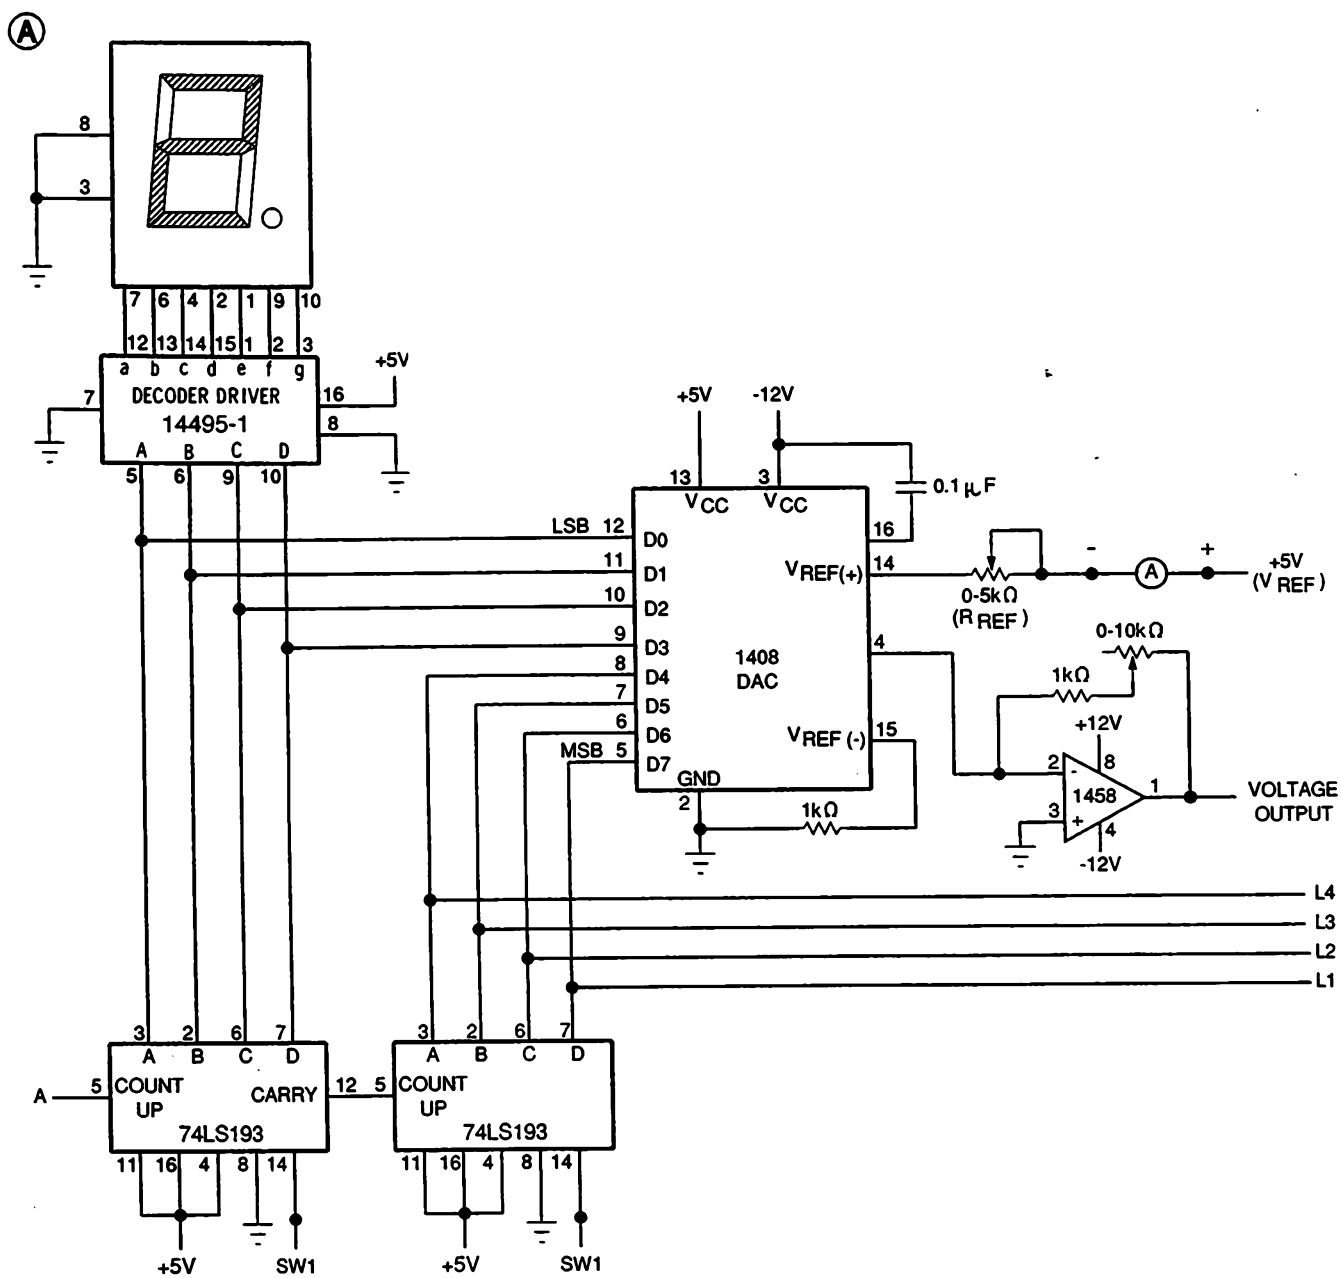 A
8
3
7 6 4 2 1 9 10
12 13 14 15 1 2 3
a b c d e f g
DECODER DRIVER
14495-1
A B C D
7
16
+5V
8
5 6 9 10
+5V
-12V
13
3
VCC
VCC
0.1 µF
16
LSB 12 D0
11 D1
10 D2
9 D3
8 D4
7 D5
6 D6
MSB 5 D7
VREF(+) 14
0-5kΩ
(RREF)
-
A
+
+5V
(VREF)
1408
DAC
4
VREF (-) 15
GND
2
1kΩ
0-10kΩ
1kΩ
+12V
8
2 -
1458
3 +
1
4
-12V
VOLTAGE
OUTPUT
L4
L3
L2
L1
3 2 6 7
A B C D
A 5 COUNT
UP
CARRY 12
74LS193
11 16 4 8 14
+5V
SW1
3 2 6 7
A B C D
5 COUNT
UP
74LS193
11 16 4 8 14
+5V
SW1